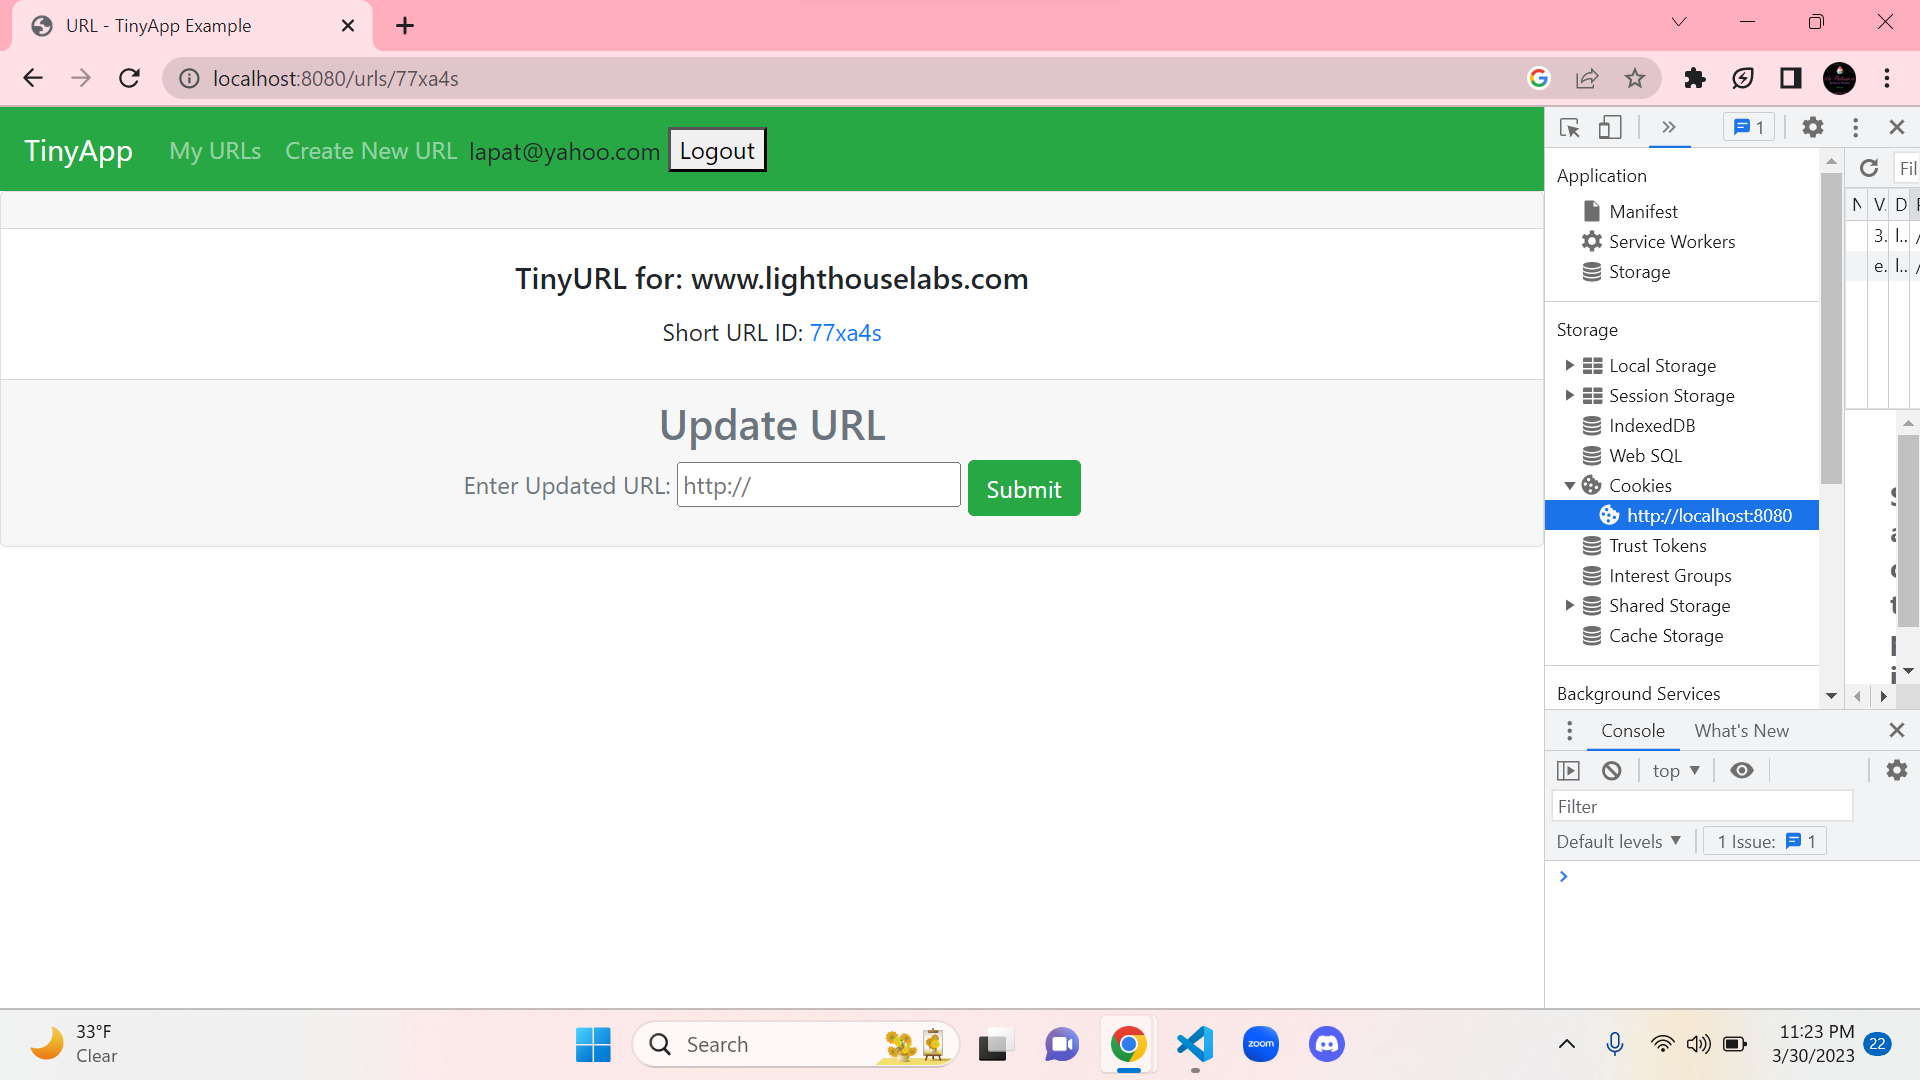 URL - TinyApp Example
localhost:8080/urls/77xa4s
TinyApp My URLs Create New URL lapat@yahoo.com Logout
TinyURL for: www.lighthouselabs.com
Short URL ID: 77xa4s
Update URL
Enter Updated URL: http:// Submit
1
Application
Manifest
Service Workers
Storage
Storage
Local Storage
Session Storage
IndexedDB
Web SQL
Cookies
http://localhost:8080
Trust Tokens
Interest Groups
Shared Storage
Cache Storage
Background Services
Fil
N V. D
3. l..
e. l..
Console What's New
top
Filter
Default levels 1 Issue: 1
33°F
Clear
Search
zoom
11:23 PM
3/30/2023
22